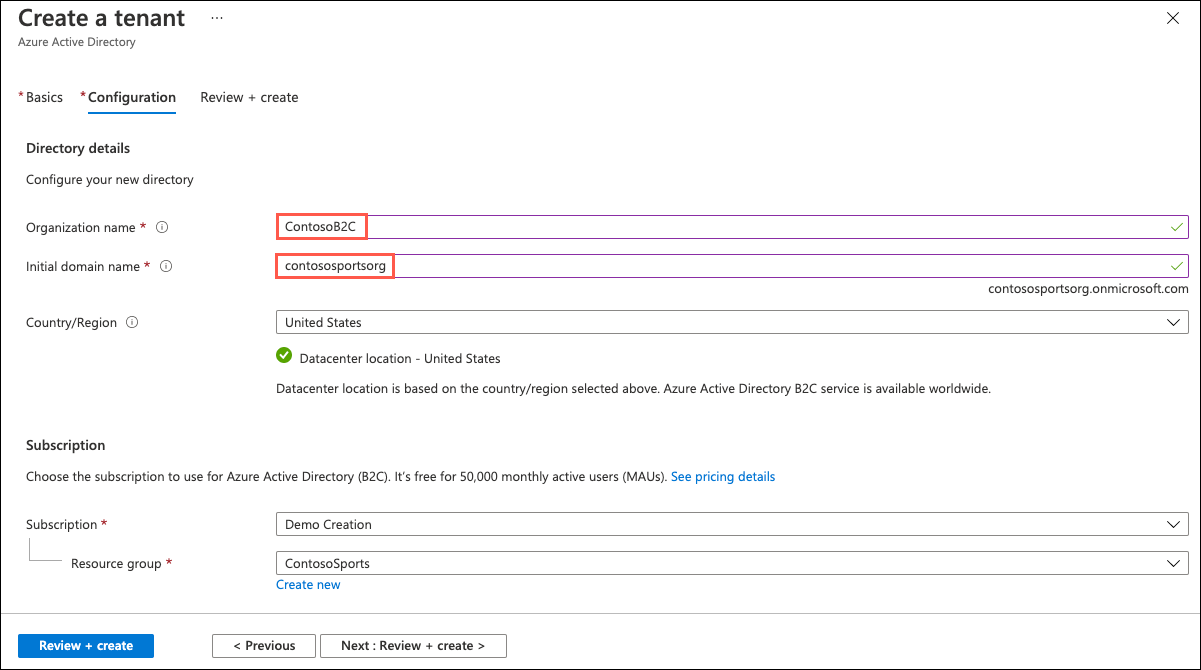 Create a tenant ...
Azure Active Directory
* Basics * Configuration Review + create
Directory details
Configure your new directory
Organization name * ContosoB2C
Initial domain name * contososportsorg
contososportsorg.onmicrosoft.com
Country/Region United States
Datacenter location - United States
Datacenter location is based on the country/region selected above. Azure Active Directory B2C service is available worldwide.
Subscription
Choose the subscription to use for Azure Active Directory (B2C). It's free for 50,000 monthly active users (MAUs). See pricing details
Subscription * Demo Creation
Resource group * ContosoSports
Create new
Review + create < Previous Next : Review + create >